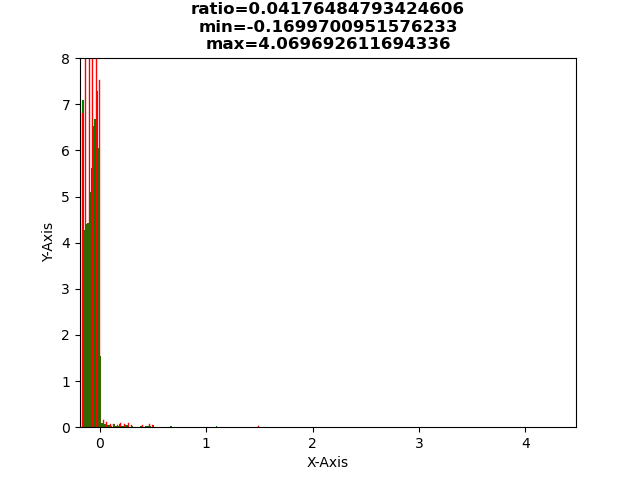 ratio=0.04176484793424606
min=-0.1699700951576233
max=4.069692611694336
8
7
6
5
4
3
2
1
0
Y-Axis
0 1 2 3 4
X-Axis